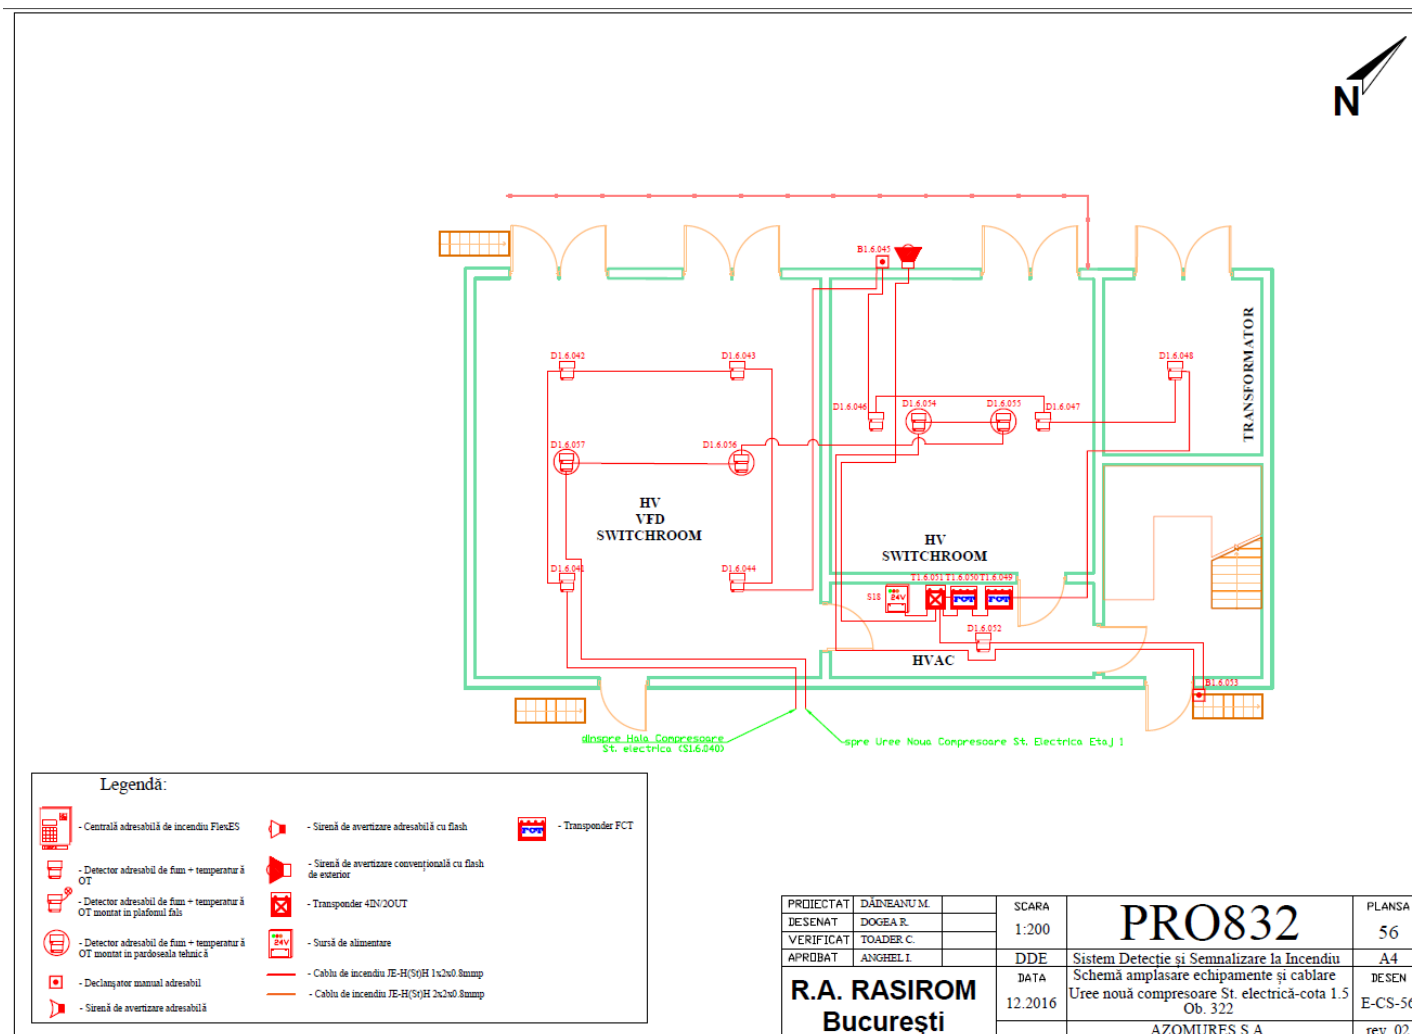 N
B1.6.045
D1.6.042
D1.6.043
D1.6.048
TRANSFORMATOR
D1.6.046
D1.6.054
D1.6.055
D1.6.047
D1.6.057
D1.6.056
HV
VFD
SWITCHROOM
HV
SWITCHROOM
D1.6.041
D1.6.044
T1.6.051 T1.6.050 T1.6.049
S18
24V
FCT
FCT
D1.6.052
HVAC
B1.6.053
dinspre Hala Compresoare
St. electrica (S1.6.040)
spre Uree Noua Compresoare St. Electrica Etaj 1
Legendă:
- Centrală adresabilă de incendiu FlexES
- Detector adresabil de fum + temperatură
OT
- Detector adresabil de fum + temperatură
OT montat in plafonul fals
- Detector adresabil de fum + temperatură
OT montat in pardoseala tehnică
- Declanșator manual adresabil
- Sirenă de avertizare adresabilă
- Sirenă de avertizare adresabilă cu flash
- Sirenă de avertizare convențională cu flash
de exterior
- Transponder 4IN/2OUT
24V
- Sursă de alimentare
- Cablu de incendiu JE-H(St)H 1x2x0.8mmp
- Cablu de incendiu JE-H(St)H 2x2x0.8mmp
FCT
- Transponder FCT
PROIECTAT DĂINEANU M.
DESENAT DOGEA R.
VERIFICAT TOADER C.
APROBAT ANGHEL I.
R.A. RASIROM
București
SCARA
1:200
DDE
DATA
12.2016
PRO832
Sistem Detecție și Semnalizare la Incendiu
Schemă amplasare echipamente și cablare
Uree nouă compresoare St. electrică-cota 1.5
Ob. 322
AZOMURES S.A
PLANSA
56
A4
DESEN
E-CS-56
rev. 02